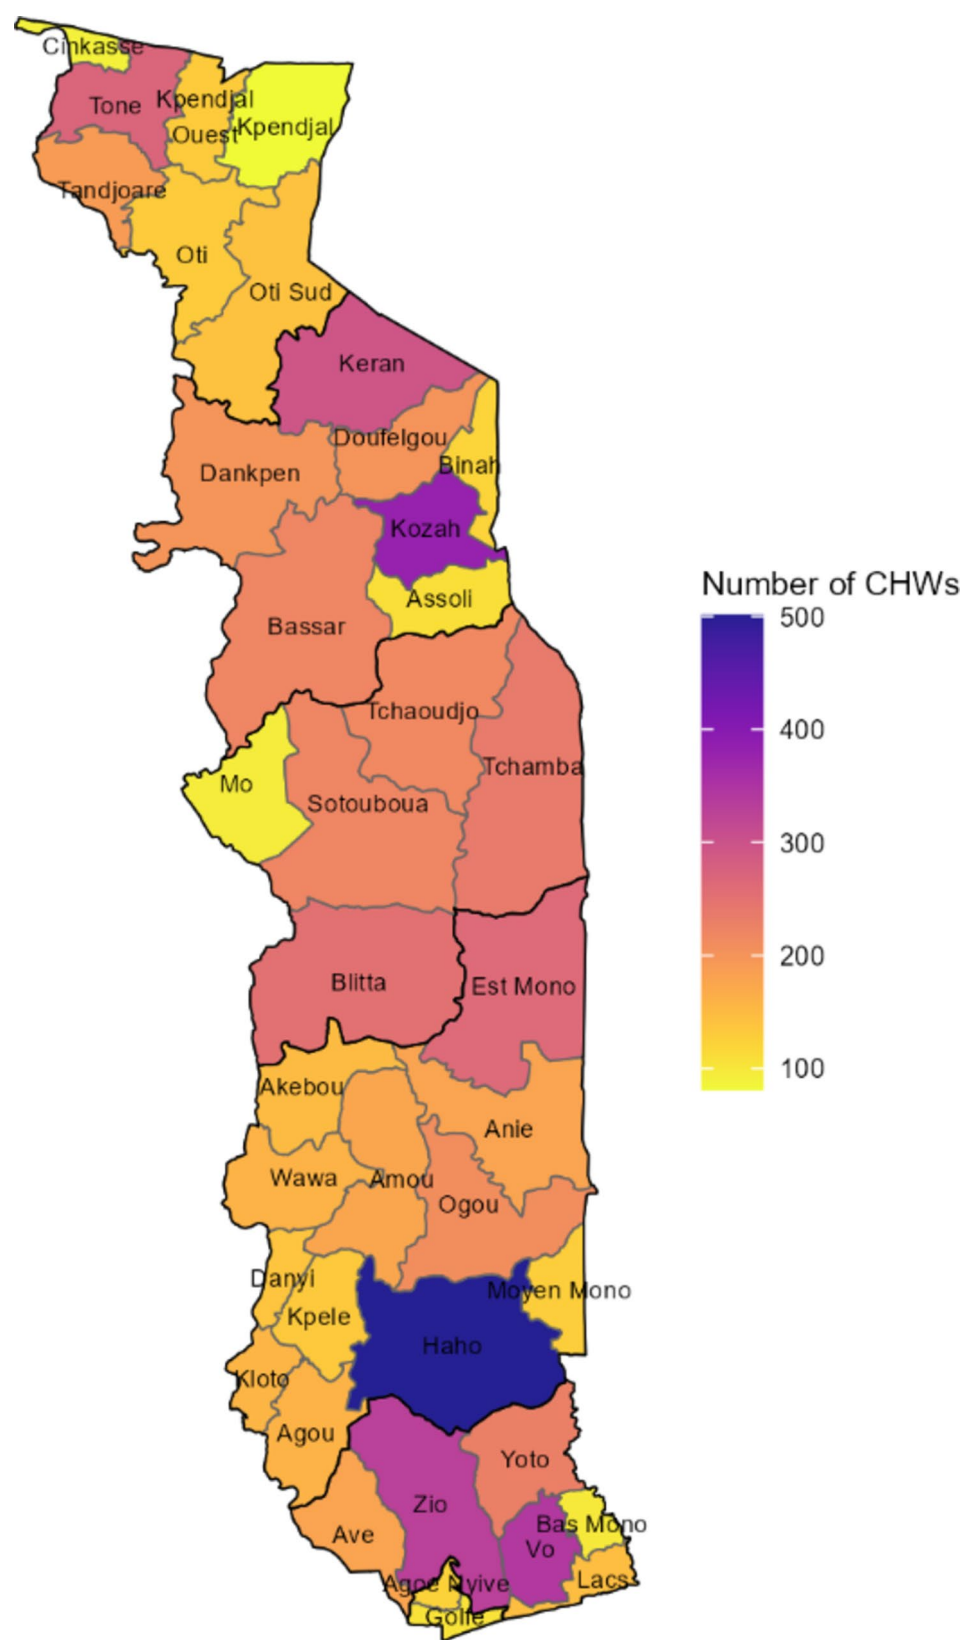 Cinkasse
Tone
Kpendjal
Ouest
Kpendjal
Tandjoare
Oti
Oti Sud
Keran
Doufelgou
Dankpen
Binah
Kozah
Assoli
Bassar
Tchaoudjo
Tchamba
Mo
Sotouboua
Blitta
Est Mono
Akebou
Anie
Wawa
Amou
Ogou
Danyi
Moyen Mono
Kpele
Haho
Kloto
Agou
Yoto
Zio
Ave
Bas Mono
Vo
Agoe Nyive
Lacs
Golfe
Number of CHWs
500
400
300
200
100